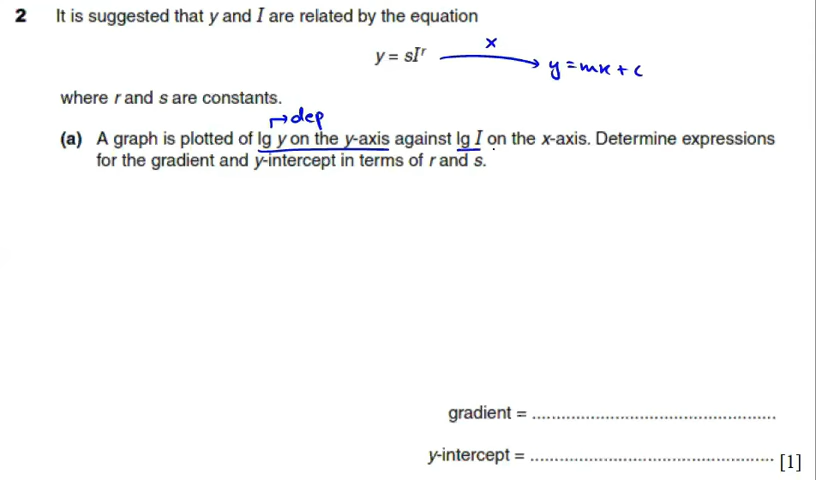 2 It is suggested that y and I are related by the equation
x
y = sIʳ → y = mx + c
where r and s are constants.
↦ dep
(a) A graph is plotted of lg y on the y-axis against lg I on the x-axis. Determine expressions
for the gradient and y-intercept in terms of r and s.
gradient = ....................................................
y-intercept = .................................................... [1]